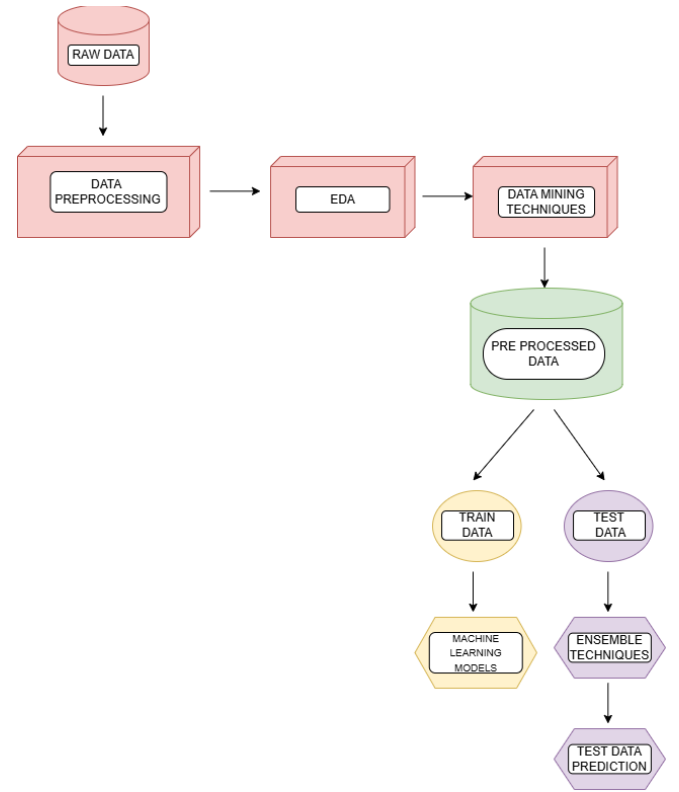 RAW DATA
DATA
PREPROCESSING
EDA
DATA MINING
TECHNIQUES
PRE PROCESSED
DATA
TRAIN
DATA
TEST
DATA
MACHINE
LEARNING
MODELS
ENSEMBLE
TECHNIQUES
TEST DATA
PREDICTION